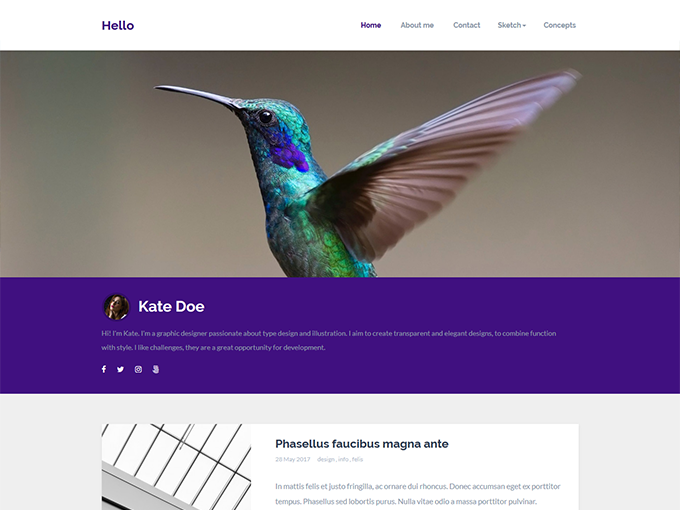 Hello
Home About me Contact Sketch Concepts
Kate Doe
Hi! I'm Kate. I'm a graphic designer passionate about type design and illustration. I aim to create transparent and elegant designs, to combine function
with style. I like challenges, they are a great opportunity for development.
Phasellus faucibus magna ante
28 May 2017 design , info , felis
In mattis felis et justo fringilla, ac ornare dui rhoncus. Donec accumsan eget ex porttitor
tempus. Phasellus sed lobortis purus. Nulla vitae odio a massa porttitor pulvinar.